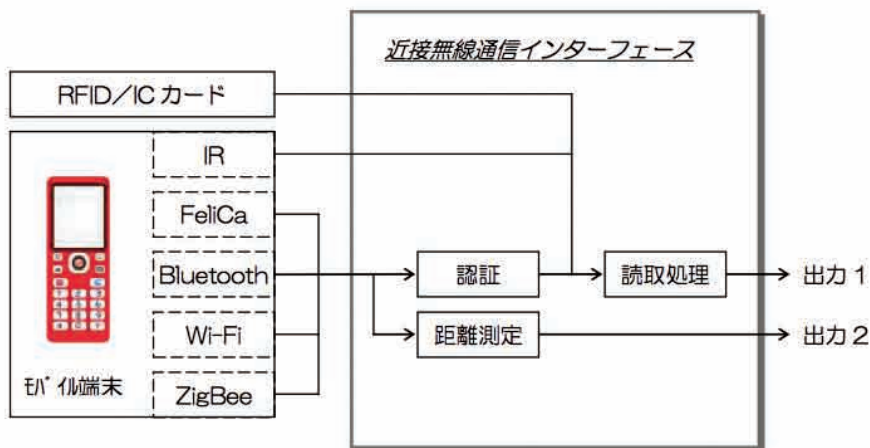 近接無線通信インターフェース
RFID／IC カード
IR
FeliCa
Bluetooth
Wi-Fi
ZigBee
ﾓﾊﾞｲﾙ端末
認証
読取処理
出力 1
距離測定
出力 2